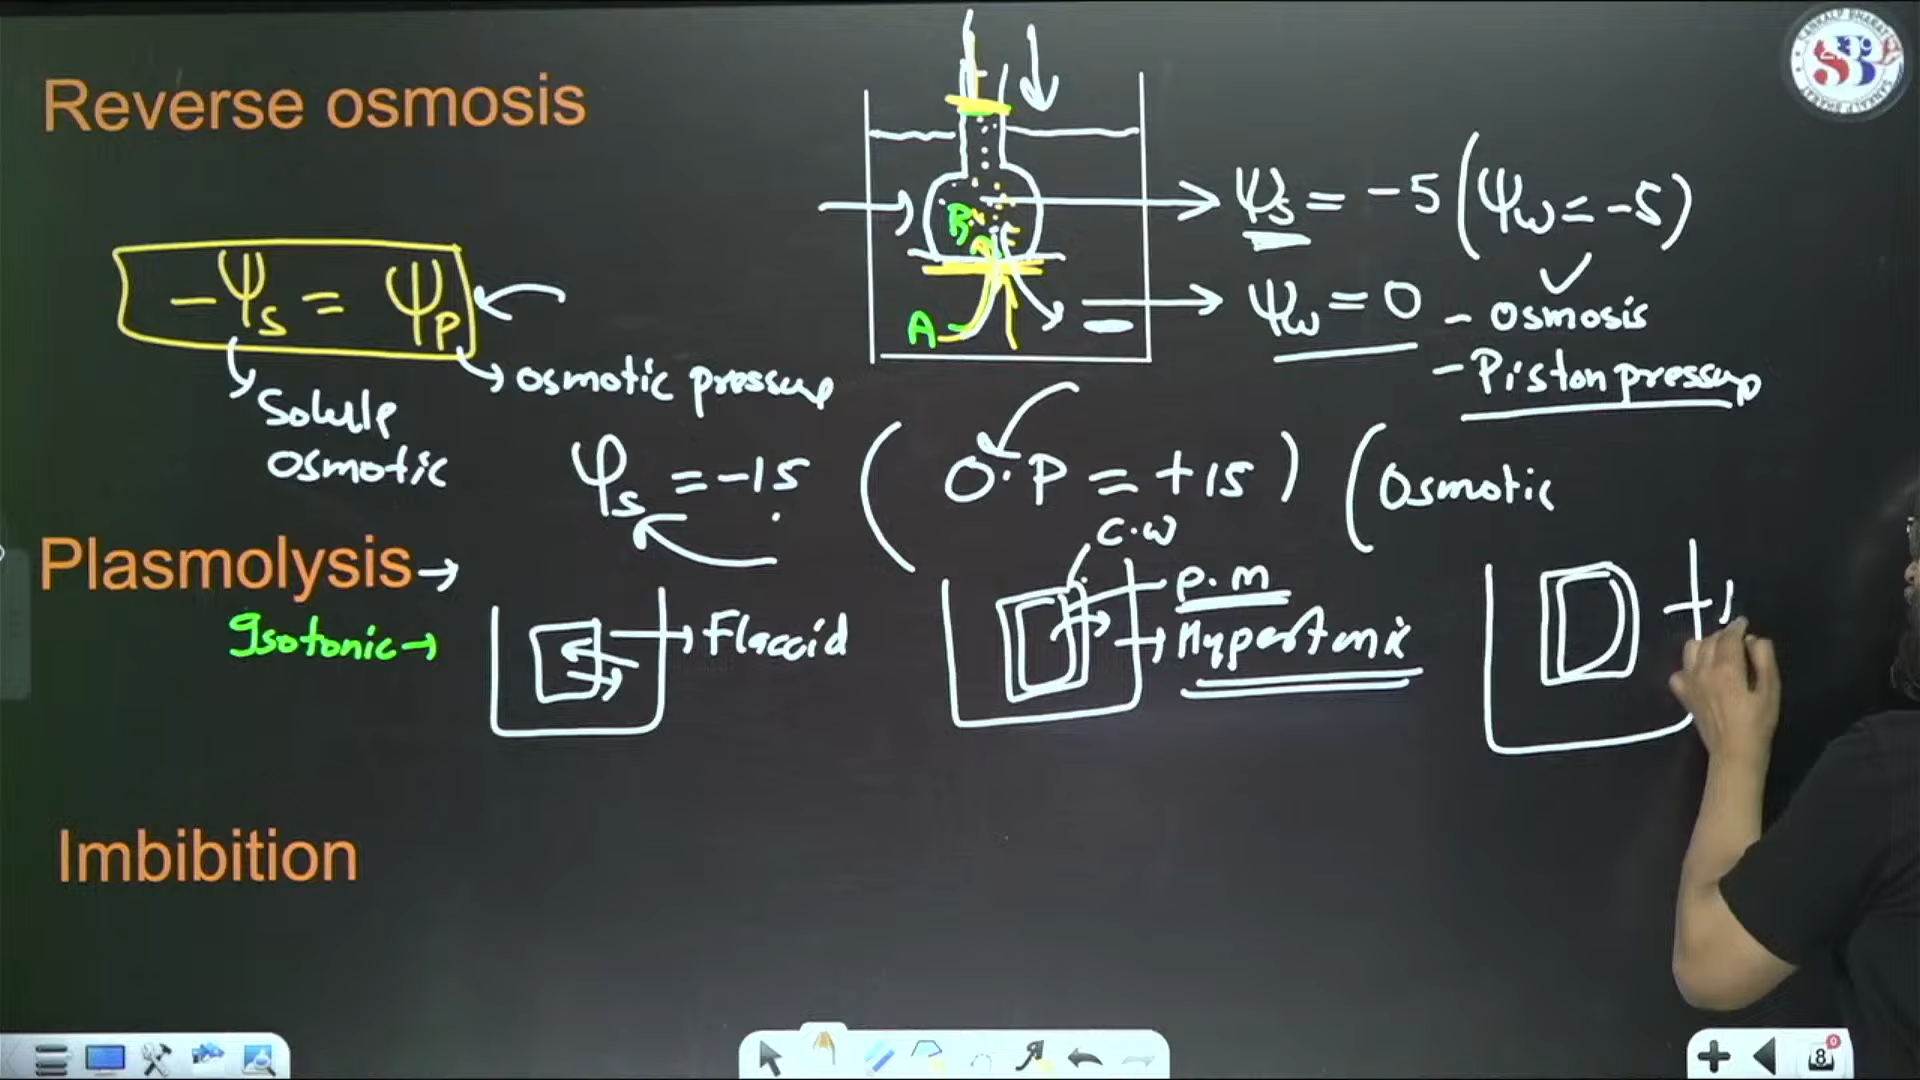 Reverse osmosis
Ψs = -5 (Ψw = -5)
B
A
Ψw = 0
- Osmosis
- Piston pressure
-Ψs = Ψp
osmotic pressure
Solute
osmotic
Ψs = -15 ( O.P = +15 ) ( Osmotic
Plasmolysis →
C.W
P.m
Isotonic →
Flaccid
Hypertonic
Imbibition